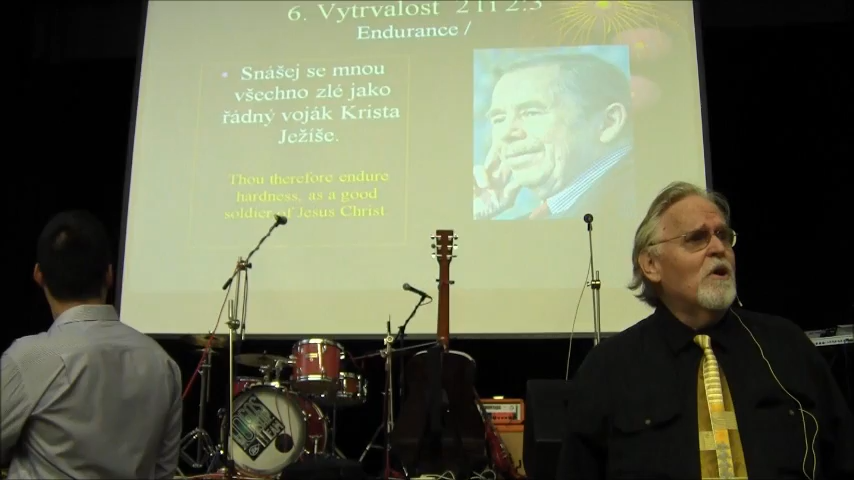 6. Vytrvalost 2Ti 2:3
Endurance /
• Snášej se mnou
všechno zlé jako
řádný voják Krista
Ježíše.
Thou therefore endure
hardness, as a good
soldier of Jesus Christ.